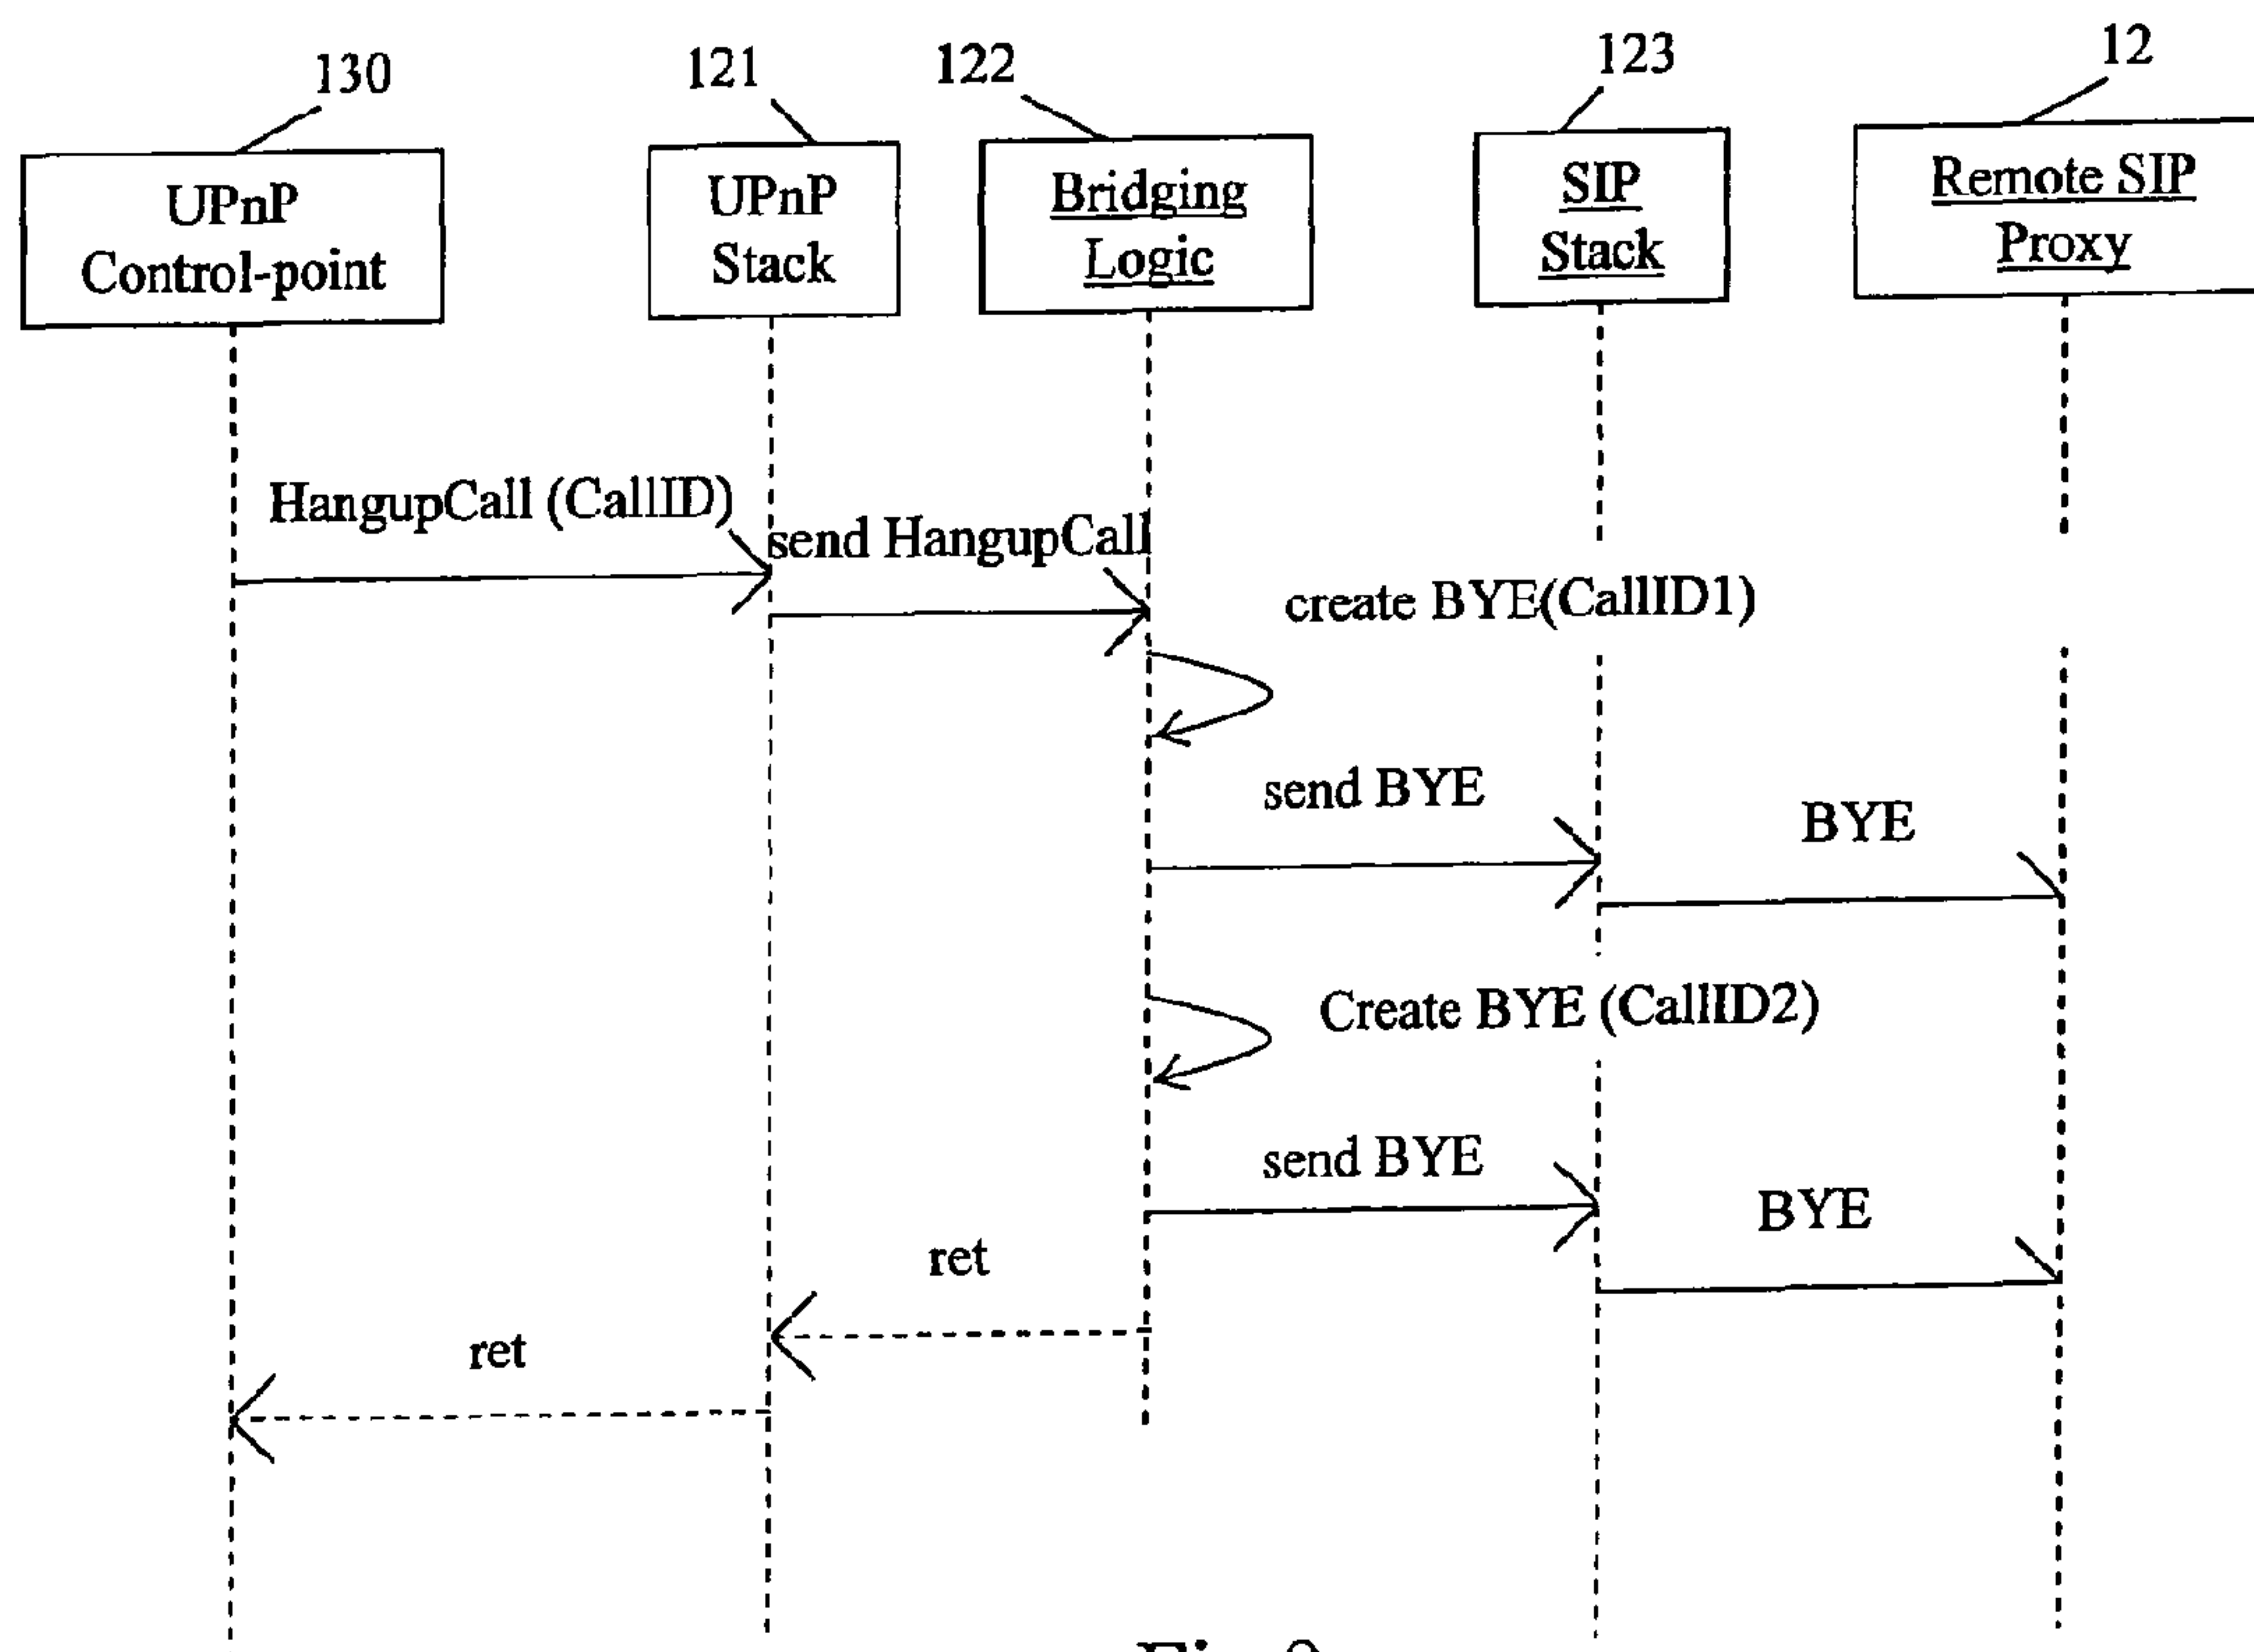 130
121
122
123
12
UPnP
Control-point
UPnP
Stack
Bridging
Logic
SIP
Stack
Remote SIP
Proxy
HangupCall (CallID)
send HangupCall
create BYE(CallID1)
send BYE
BYE
Create BYE (CallID2)
send BYE
BYE
ret
ret